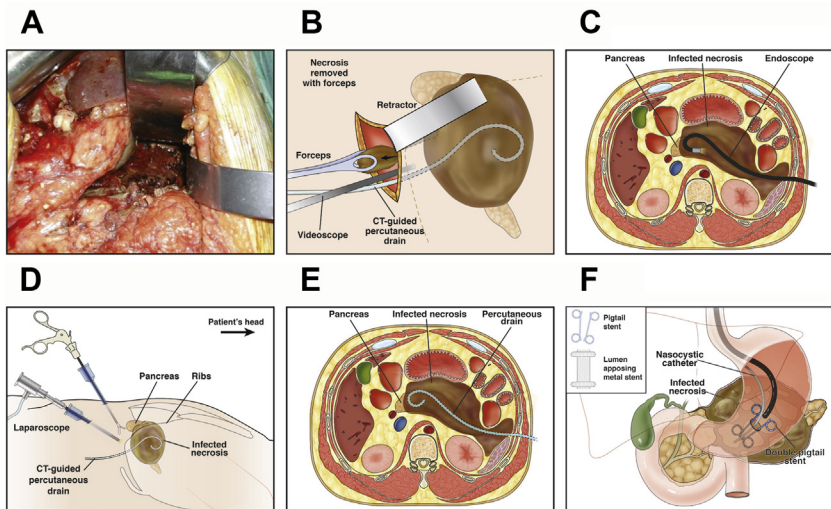 A
B
Necrosis
removed
with forceps
Retractor
Forceps
Videoscope
CT-guided
percutaneous
drain
C
Pancreas
Infected necrosis
Endoscope
D
Patient's head
Pancreas
Ribs
Laparoscope
Infected
necrosis
CT-guided
percutaneous
drain
E
Pancreas
Infected necrosis
Percutaneous
drain
F
Pigtail
stent
Lumen
apposing
metal stent
Nasocystic
catheter
Infected
necrosis
Double-pigtail
stent